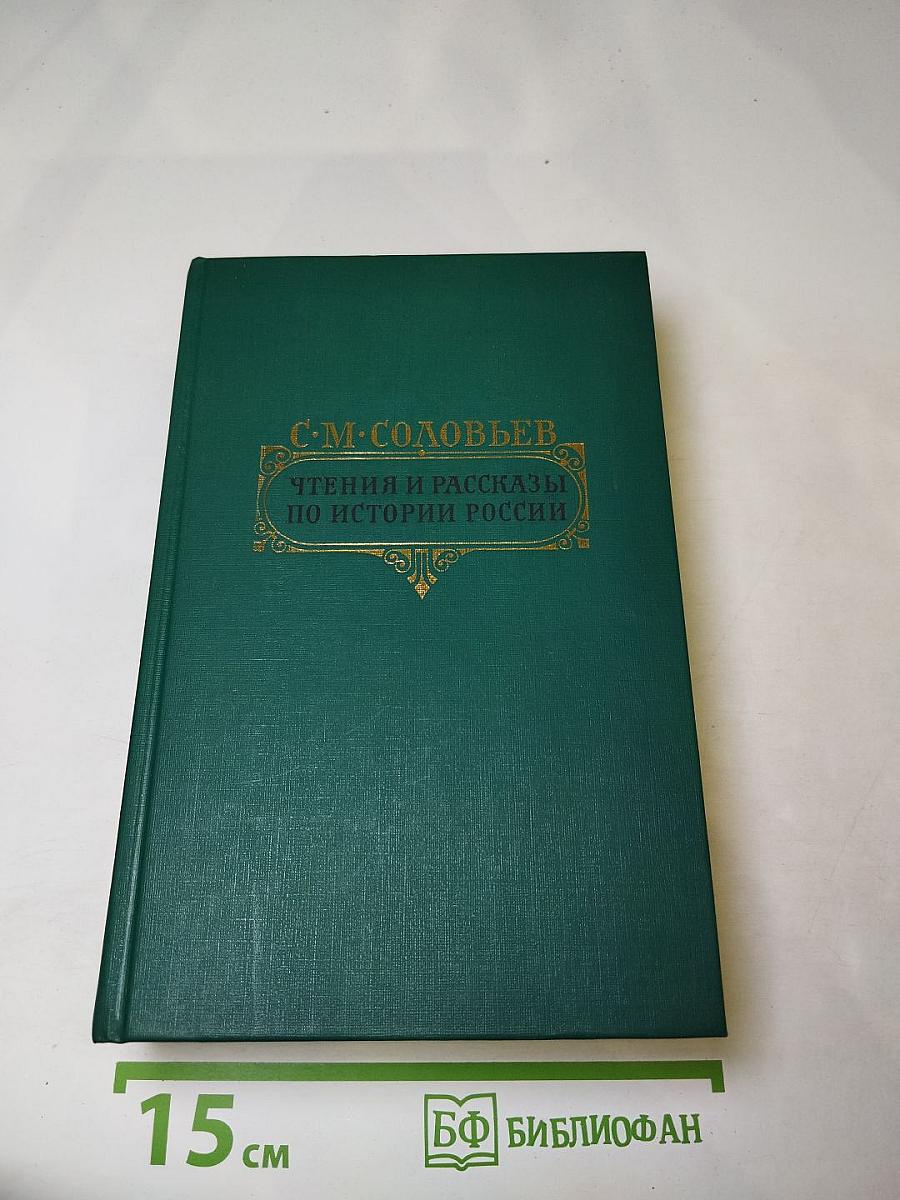 С·М·СОЛОВЬЕВ
ЧТЕНИЯ И РАССКАЗЫ
ПО ИСТОРИИ РОССИИ
15 см
БФ БИБЛИОФАН